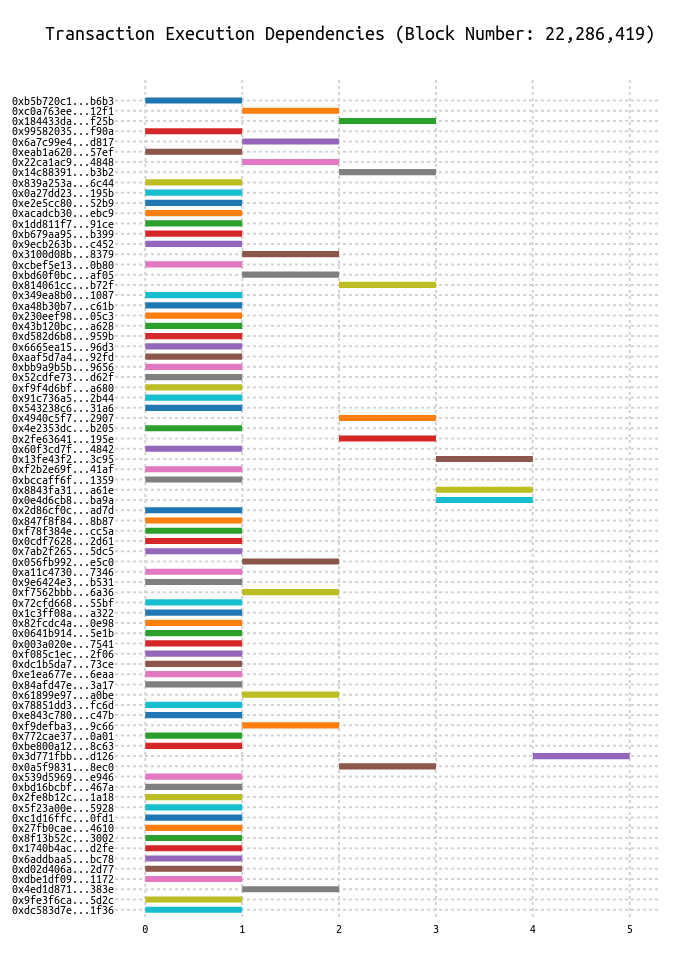 Transaction Execution Dependencies (Block Number: 22,286,419)
0xb5b720c1...b6b3
0xc0a763ee...12f1
0x184433da...f25b
0x99582035...f90a
0x6a7c99e4...d817
0xeab1a620...57ef
0x22ca1ac9...4848
0x14c88391...b3b2
0x839a253a...6c44
0x0a27dd23...195b
0xe2e5cc80...52b9
0xacadcb30...ebc9
0x1dd811f7...91ce
0xb679aa95...b399
0x9ecb263b...c452
0x3100d08b...8379
0xcbef5e13...0b80
0xbd60f0bc...af05
0x814061cc...b72f
0x349ea8b0...1087
0xa48b30b7...c61b
0x230eef98...05c3
0x43b120bc...a628
0xd582d6b8...959b
0x6665ea15...96d3
0xaaf5d7a4...92fd
0xbb9a9b5b...9656
0x52cdfe73...d62f
0xf9f4d6bf...a680
0x91c736a5...2b44
0x543238c6...31a6
0x4940c5f7...2907
0x4e2353dc...b205
0x2fe63641...195e
0x60f3cd7f...4842
0x13fe43f2...3c95
0xf2b2e69f...41af
0xbccaff6f...1359
0x8843fa31...a61e
0x0e4d6cb8...ba9a
0x2d86cf0c...ad7d
0x847f8f84...8b87
0xf78f384e...cc5a
0x0cdf7628...2d61
0x7ab2f265...5dc5
0x056fb992...e5c0
0xa11c4730...7346
0x9e6424e3...b531
0xf7562bbb...6a36
0x72cfd668...55bf
0x1c3ff08a...a322
0x82fcdc4a...0e98
0x0641b914...5e1b
0x003a020e...7541
0xf085c1ec...2f06
0xdc1b5da7...73ce
0xe1ea677e...6eaa
0x84afd47e...3a17
0x61899e97...a0be
0x78851dd3...fc6d
0xe843c780...c47b
0xf9defba3...9c66
0x772cae37...0a01
0xbe800a12...8c63
0x3d771fbb...d126
0x0a5f9831...8ec0
0x539d5969...e946
0xbd16bcbf...467a
0x2fe8b12c...1a18
0x5f23a00e...5928
0xc1d16ffc...0fd1
0x27fb0cae...4610
0x8f13b52c...3002
0x1740b4ac...d2fe
0x6addbaa5...bc78
0xd02d406a...2d77
0xdbe1df09...1172
0x4ed1d871...383e
0x9fe3f6ca...5d2c
0xdc583d7e...1f36
0 1 2 3 4 5